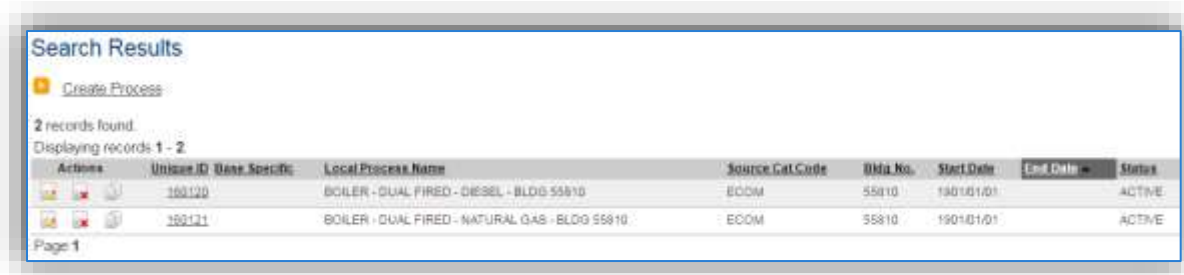 Search Results
Create Process
2 records found.
Displaying records 1 - 2.
Actions Unique ID Base Specific Local Process Name Source Cat Code Bldg No. Start Date End Date Status
160120 BOILER - DUAL FIRED - DIESEL - BLDG 55810 ECOM 55810 1901/01/01 ACTIVE
160121 BOILER - DUAL FIRED - NATURAL GAS - BLDG 55810 ECOM 55810 1901/01/01 ACTIVE
Page 1